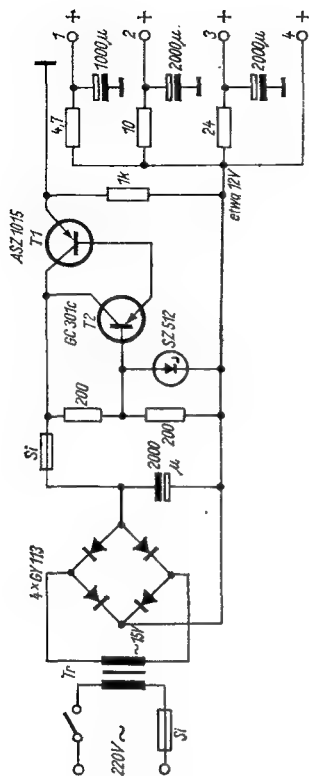 220V~
Si
Tr
~15V
4×GY113
Si
2000
µ
200
200
GC301c
T2
SZ512
ASZ1015
T1
1k
etwa 12V
4,7
1000µ
1
+
10
2000µ
2
+
24
2000µ
3
+
4
+